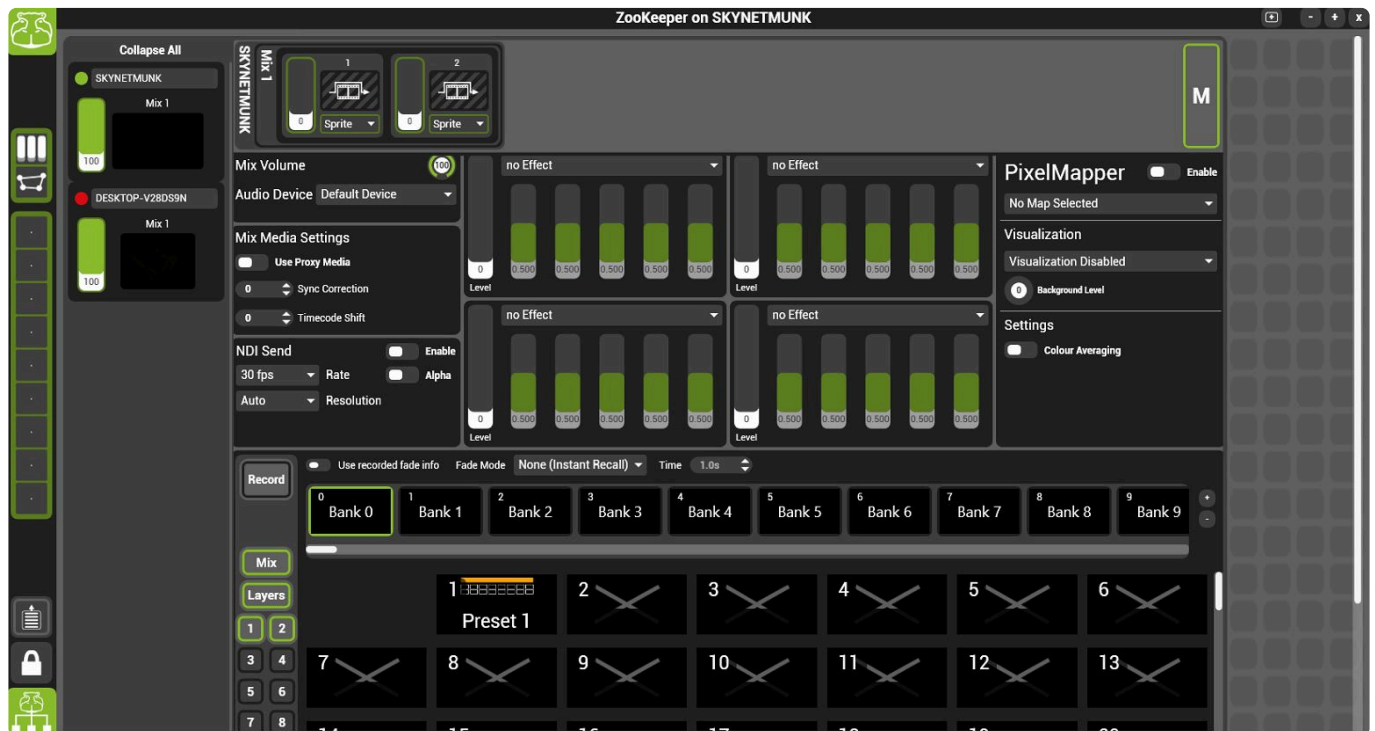 ZooKeeper on SKYNETMUNK
- + x
Collapse All
SKYNETMUNK
Mix 1
100
DESKTOP-V28DS9N
Mix 1
100
SKYNETMUNK
Mix 1
1 2
0 Sprite 0 Sprite
M
Mix Volume 100
Audio Device Default Device
Mix Media Settings
Use Proxy Media
0 Sync Correction
0 Timecode Shift
NDI Send Enable
30 fps Rate Alpha
Auto Resolution
no Effect
0 0.500 0.500 0.500 0.500 0.500
Level
no Effect
0 0.500 0.500 0.500 0.500 0.500
Level
no Effect
0 0.500 0.500 0.500 0.500 0.500
Level
no Effect
0 0.500 0.500 0.500 0.500 0.500
Level
PixelMapper Enable
No Map Selected
Visualization
Visualization Disabled
0 Background Level
Settings
Colour Averaging
Record
Use recorded fade info Fade Mode None (Instant Recall) Time 1.0s
0 1 2 3 4 5 6 7 8 9
Bank 0 Bank 1 Bank 2 Bank 3 Bank 4 Bank 5 Bank 6 Bank 7 Bank 8 Bank 9
+
-
Mix
Layers
1 2
3 4
5 6
7 8
1 2 3 4 5 6
Preset 1
7 8 9 10 11 12 13